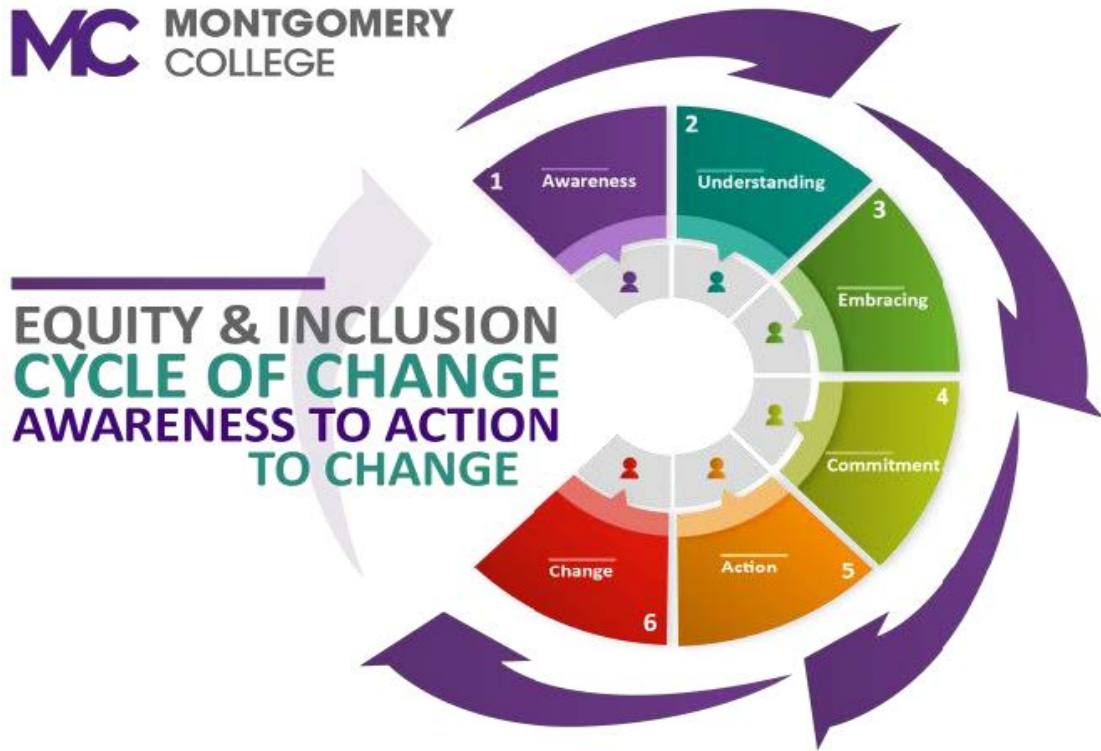 MC MONTGOMERY
COLLEGE
EQUITY & INCLUSION
CYCLE OF CHANGE
AWARENESS TO ACTION
TO CHANGE
1 Awareness
2
Understanding
3
Embracing
4
Commitment
5
Action
6
Change